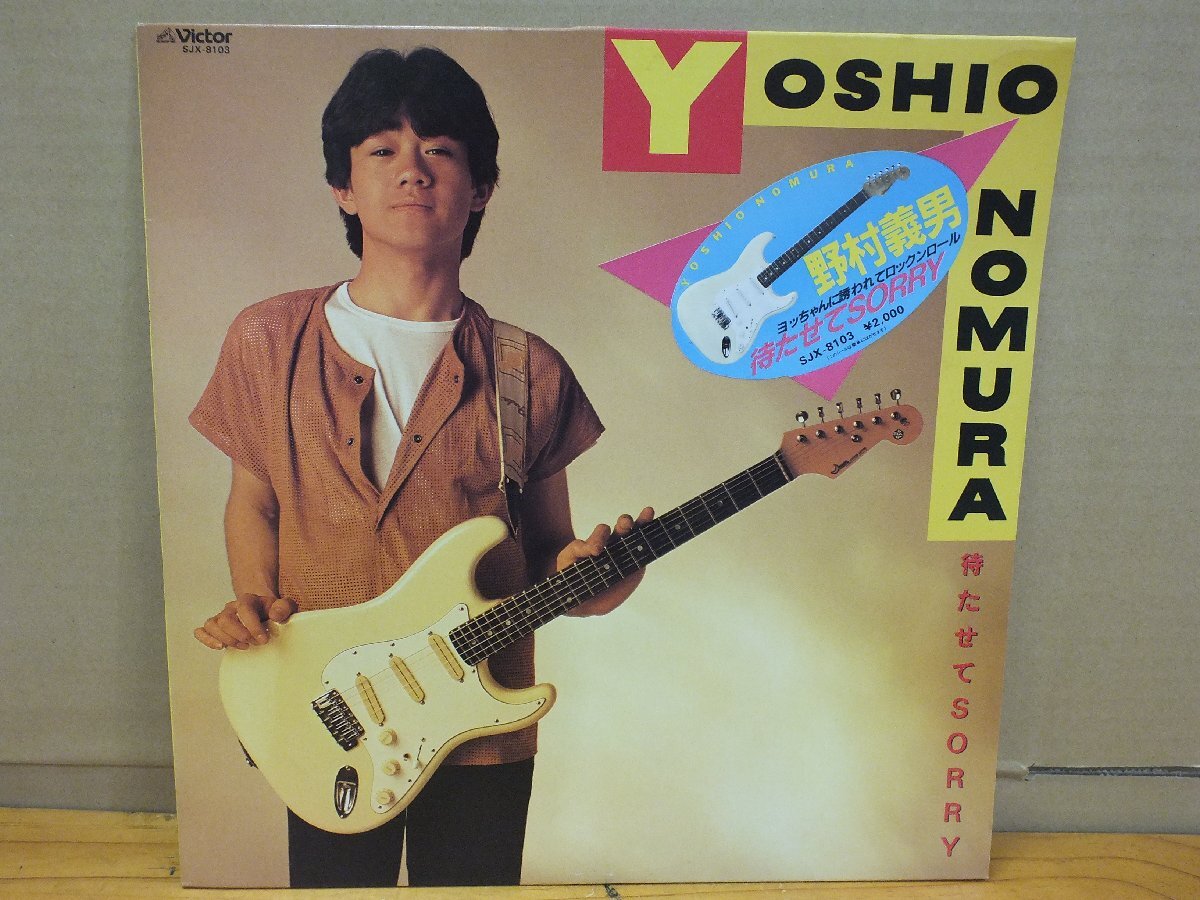 Victor
SJX-8103
YOSHIO
NOMURA
YOSHIO NOMURA
野村義男
ヨッちゃんに誘われてロックンロール
待たせてSORRY
SJX-8103 ¥2,000
待たせてSORRY